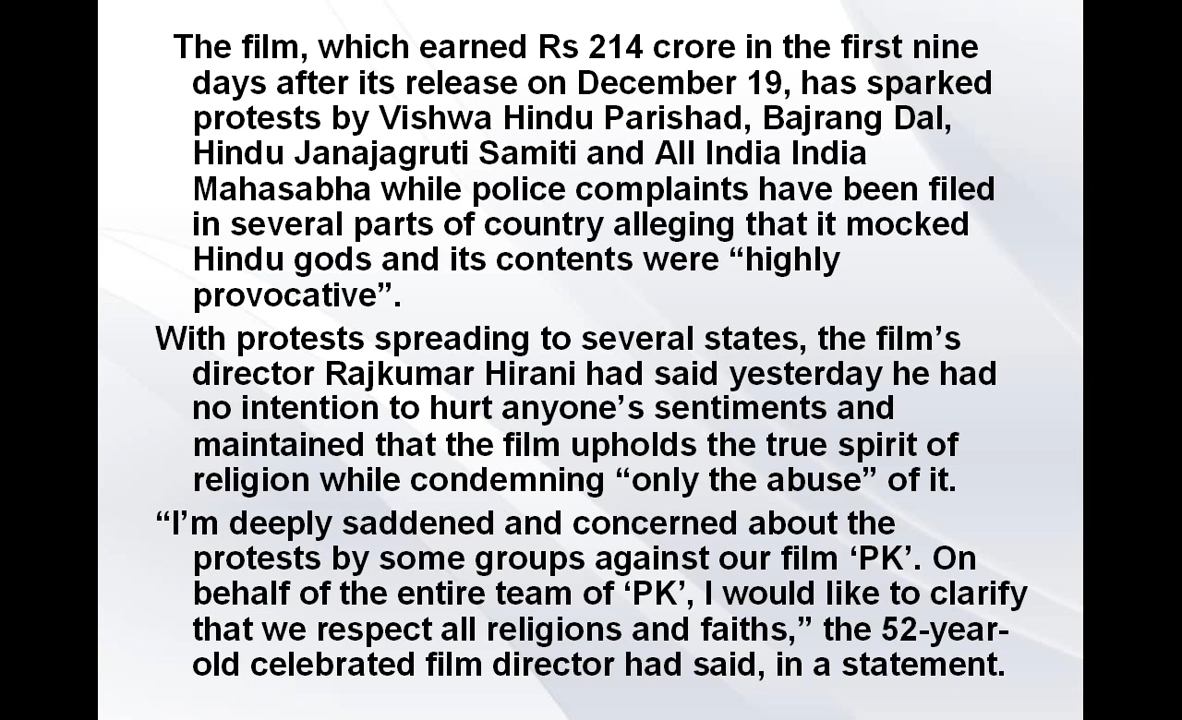 The film, which earned Rs 214 crore in the first nine
days after its release on December 19, has sparked
protests by Vishwa Hindu Parishad, Bajrang Dal,
Hindu Janajagruti Samiti and All India India
Mahasabha while police complaints have been filed
in several parts of country alleging that it mocked
Hindu gods and its contents were “highly
provocative”.
With protests spreading to several states, the film’s
director Rajkumar Hirani had said yesterday he had
no intention to hurt anyone’s sentiments and
maintained that the film upholds the true spirit of
religion while condemning “only the abuse” of it.
“I’m deeply saddened and concerned about the
protests by some groups against our film ‘PK’. On
behalf of the entire team of ‘PK’, I would like to clarify
that we respect all religions and faiths,” the 52-year-
old celebrated film director had said, in a statement.